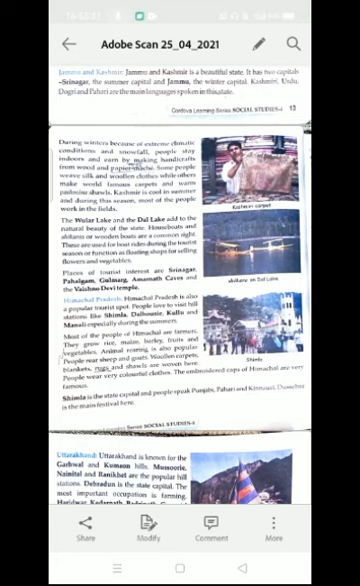 Adobe Scan 25_04_2021
Jammu and Kashmir: Jammu and Kashmir is a beautiful state. It has two capitals
–Srinagar, the summer capital and Jammu, the winter capital. Kashmiri, Urdu,
Dogri and Pahari are the main languages spoken in this state.
Cordova Learning Series SOCIAL STUDIES-4 13
During winters because of extreme climatic
conditions and snowfall, people stay
indoors and earn by making handicrafts
from wood and papier-mache. Some people
weave silk and woollen clothes while others
make world famous carpets and warm
pashmina shawls. Kashmir is cool in summer
and during this season, most of the people
work in the fields.
Kashmiri carpet
The Wular Lake and the Dal Lake add to the
natural beauty of the state. Houseboats and
shikaras or wooden boats are a common sight.
These are used for boat rides during the tourist
season or function as floating shops for selling
flowers and vegetables.
shikaras on Dal Lake
Places of tourist interest are Srinagar,
Pahalgam, Gulmarg, Amarnath Caves and
the Vaishno Devi temple.
Himachal Pradesh: Himachal Pradesh is also
a popular tourist spot. People love to visit hill
stations like Shimla, Dalhousie, Kullu and
Manali especially during the summers.
Most of the people of Himachal are farmers.
They grow rice, maize, barley, fruits and
vegetables. Animal rearing is also popular
People rear sheep and goats. Woollen carpets,
blankets, rugs and shawls are woven here.
Shimla
People wear very colourful clothes. The embroidered caps of Himachal are very
famous.
Shimla is the state capital and people speak Punjabi, Pahari and Kinnauri. Dussehra
is the main festival here.
Cordova Learning Series SOCIAL STUDIES-4
Uttarakhand: Uttarakhand is known for the
Garhwal and Kumaon hills. Mussoorie,
Nainital and Ranikhet are the popular hill
stations. Dehradun is the state capital. The
most important occupation is farming.
Haridwar, Kedarnath
Share Modify Comment More